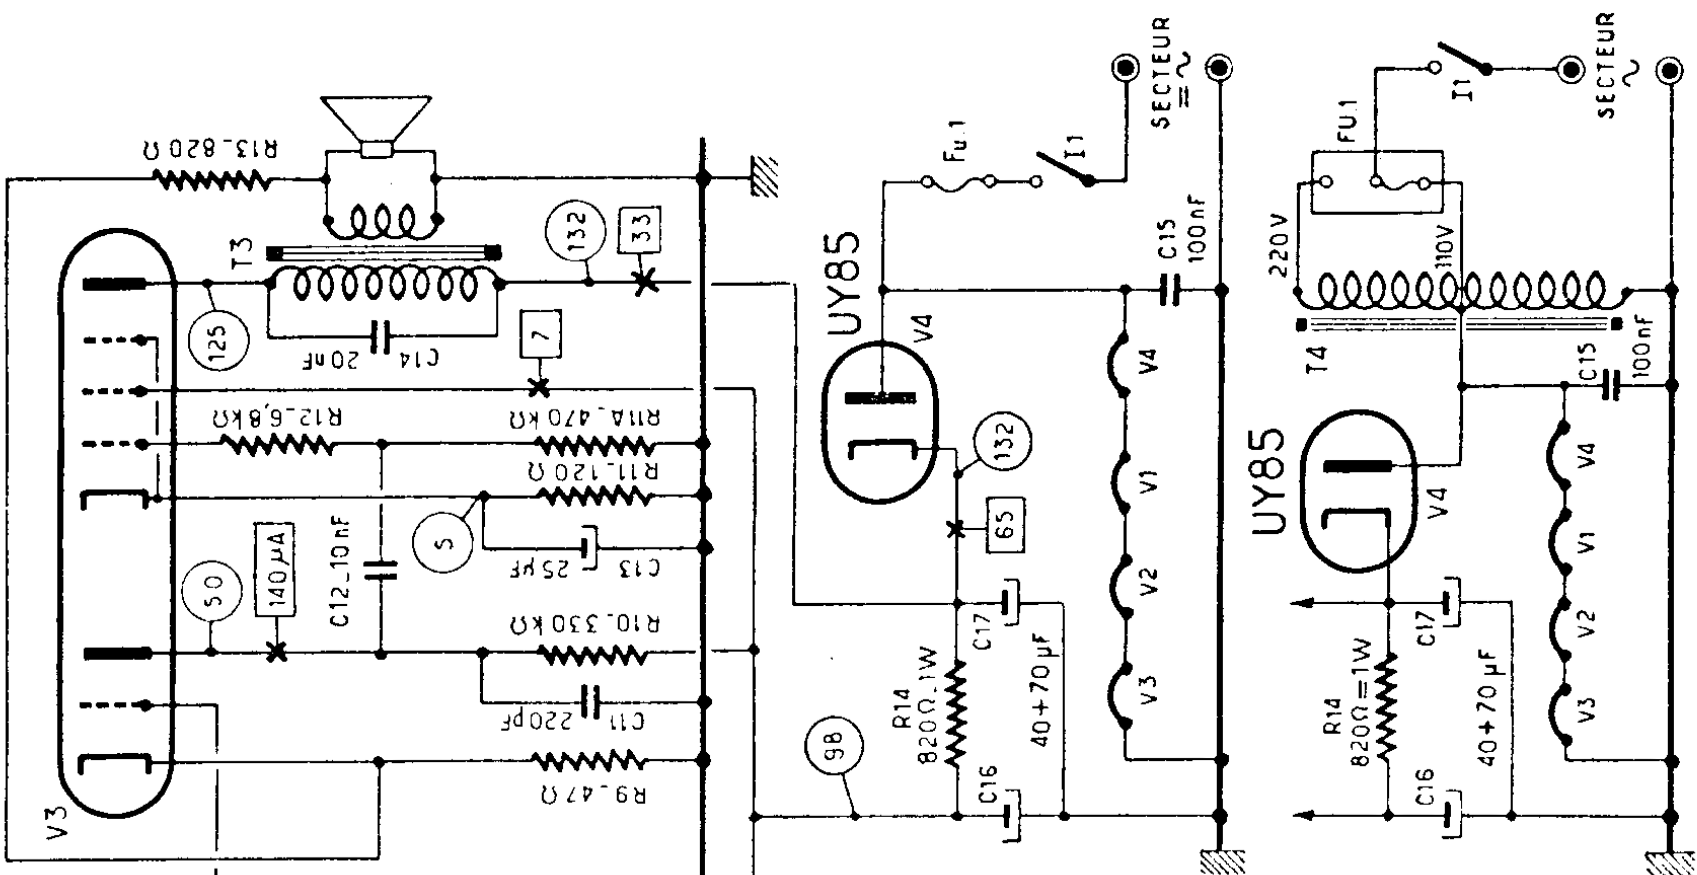 R13_820Ω
T3
125
132
33
C14
20nF
7
R12_6,8kΩ
R11A_470kΩ
R11_120Ω
5
25µF
C13
C12_10nF
50
140µA
R10_330kΩ
220pF
C11
R9_47Ω
V3
SECTEUR
= ~
Fu.1
I1
UY85
V4
C15
100nF
132
65
V4
V1
V2
V3
C17
R14
820Ω_1W
40+70µF
98
C16
SECTEUR
~
I1
FU.1
220V
110V
T4
C15
100nF
UY85
V4
V4
V1
V2
V3
C17
R14
820Ω=1W
40+70µF
C16